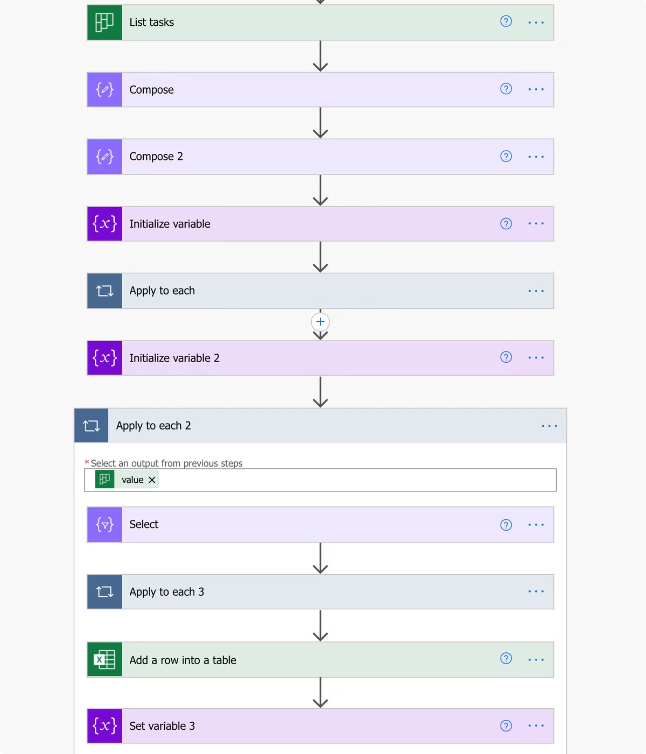 List tasks
Compose
Compose 2
Initialize variable
Apply to each
Initialize variable 2
Apply to each 2
*Select an output from previous steps
value
Select
Apply to each 3
Add a row into a table
Set variable 3